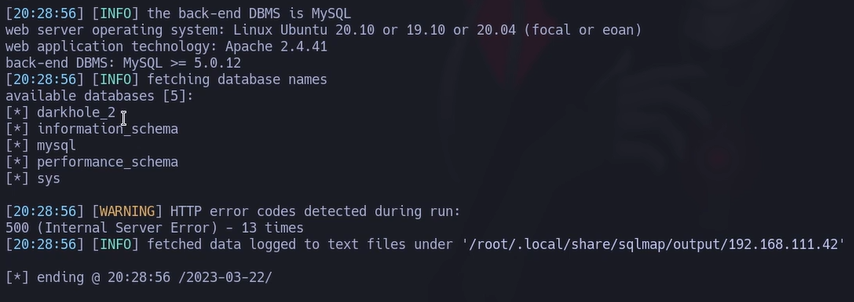 [20:28:56] [INFO] the back-end DBMS is MySQL
web server operating system: Linux Ubuntu 20.10 or 19.10 or 20.04 (focal or eoan)
web application technology: Apache 2.4.41
back-end DBMS: MySQL >= 5.0.12
[20:28:56] [INFO] fetching database names
available databases [5]:
[*] darkhole_2
[*] information_schema
[*] mysql
[*] performance_schema
[*] sys
[20:28:56] [WARNING] HTTP error codes detected during run:
500 (Internal Server Error) - 13 times
[20:28:56] [INFO] fetched data logged to text files under '/root/.local/share/sqlmap/output/192.168.111.42'
[*] ending @ 20:28:56 /2023-03-22/